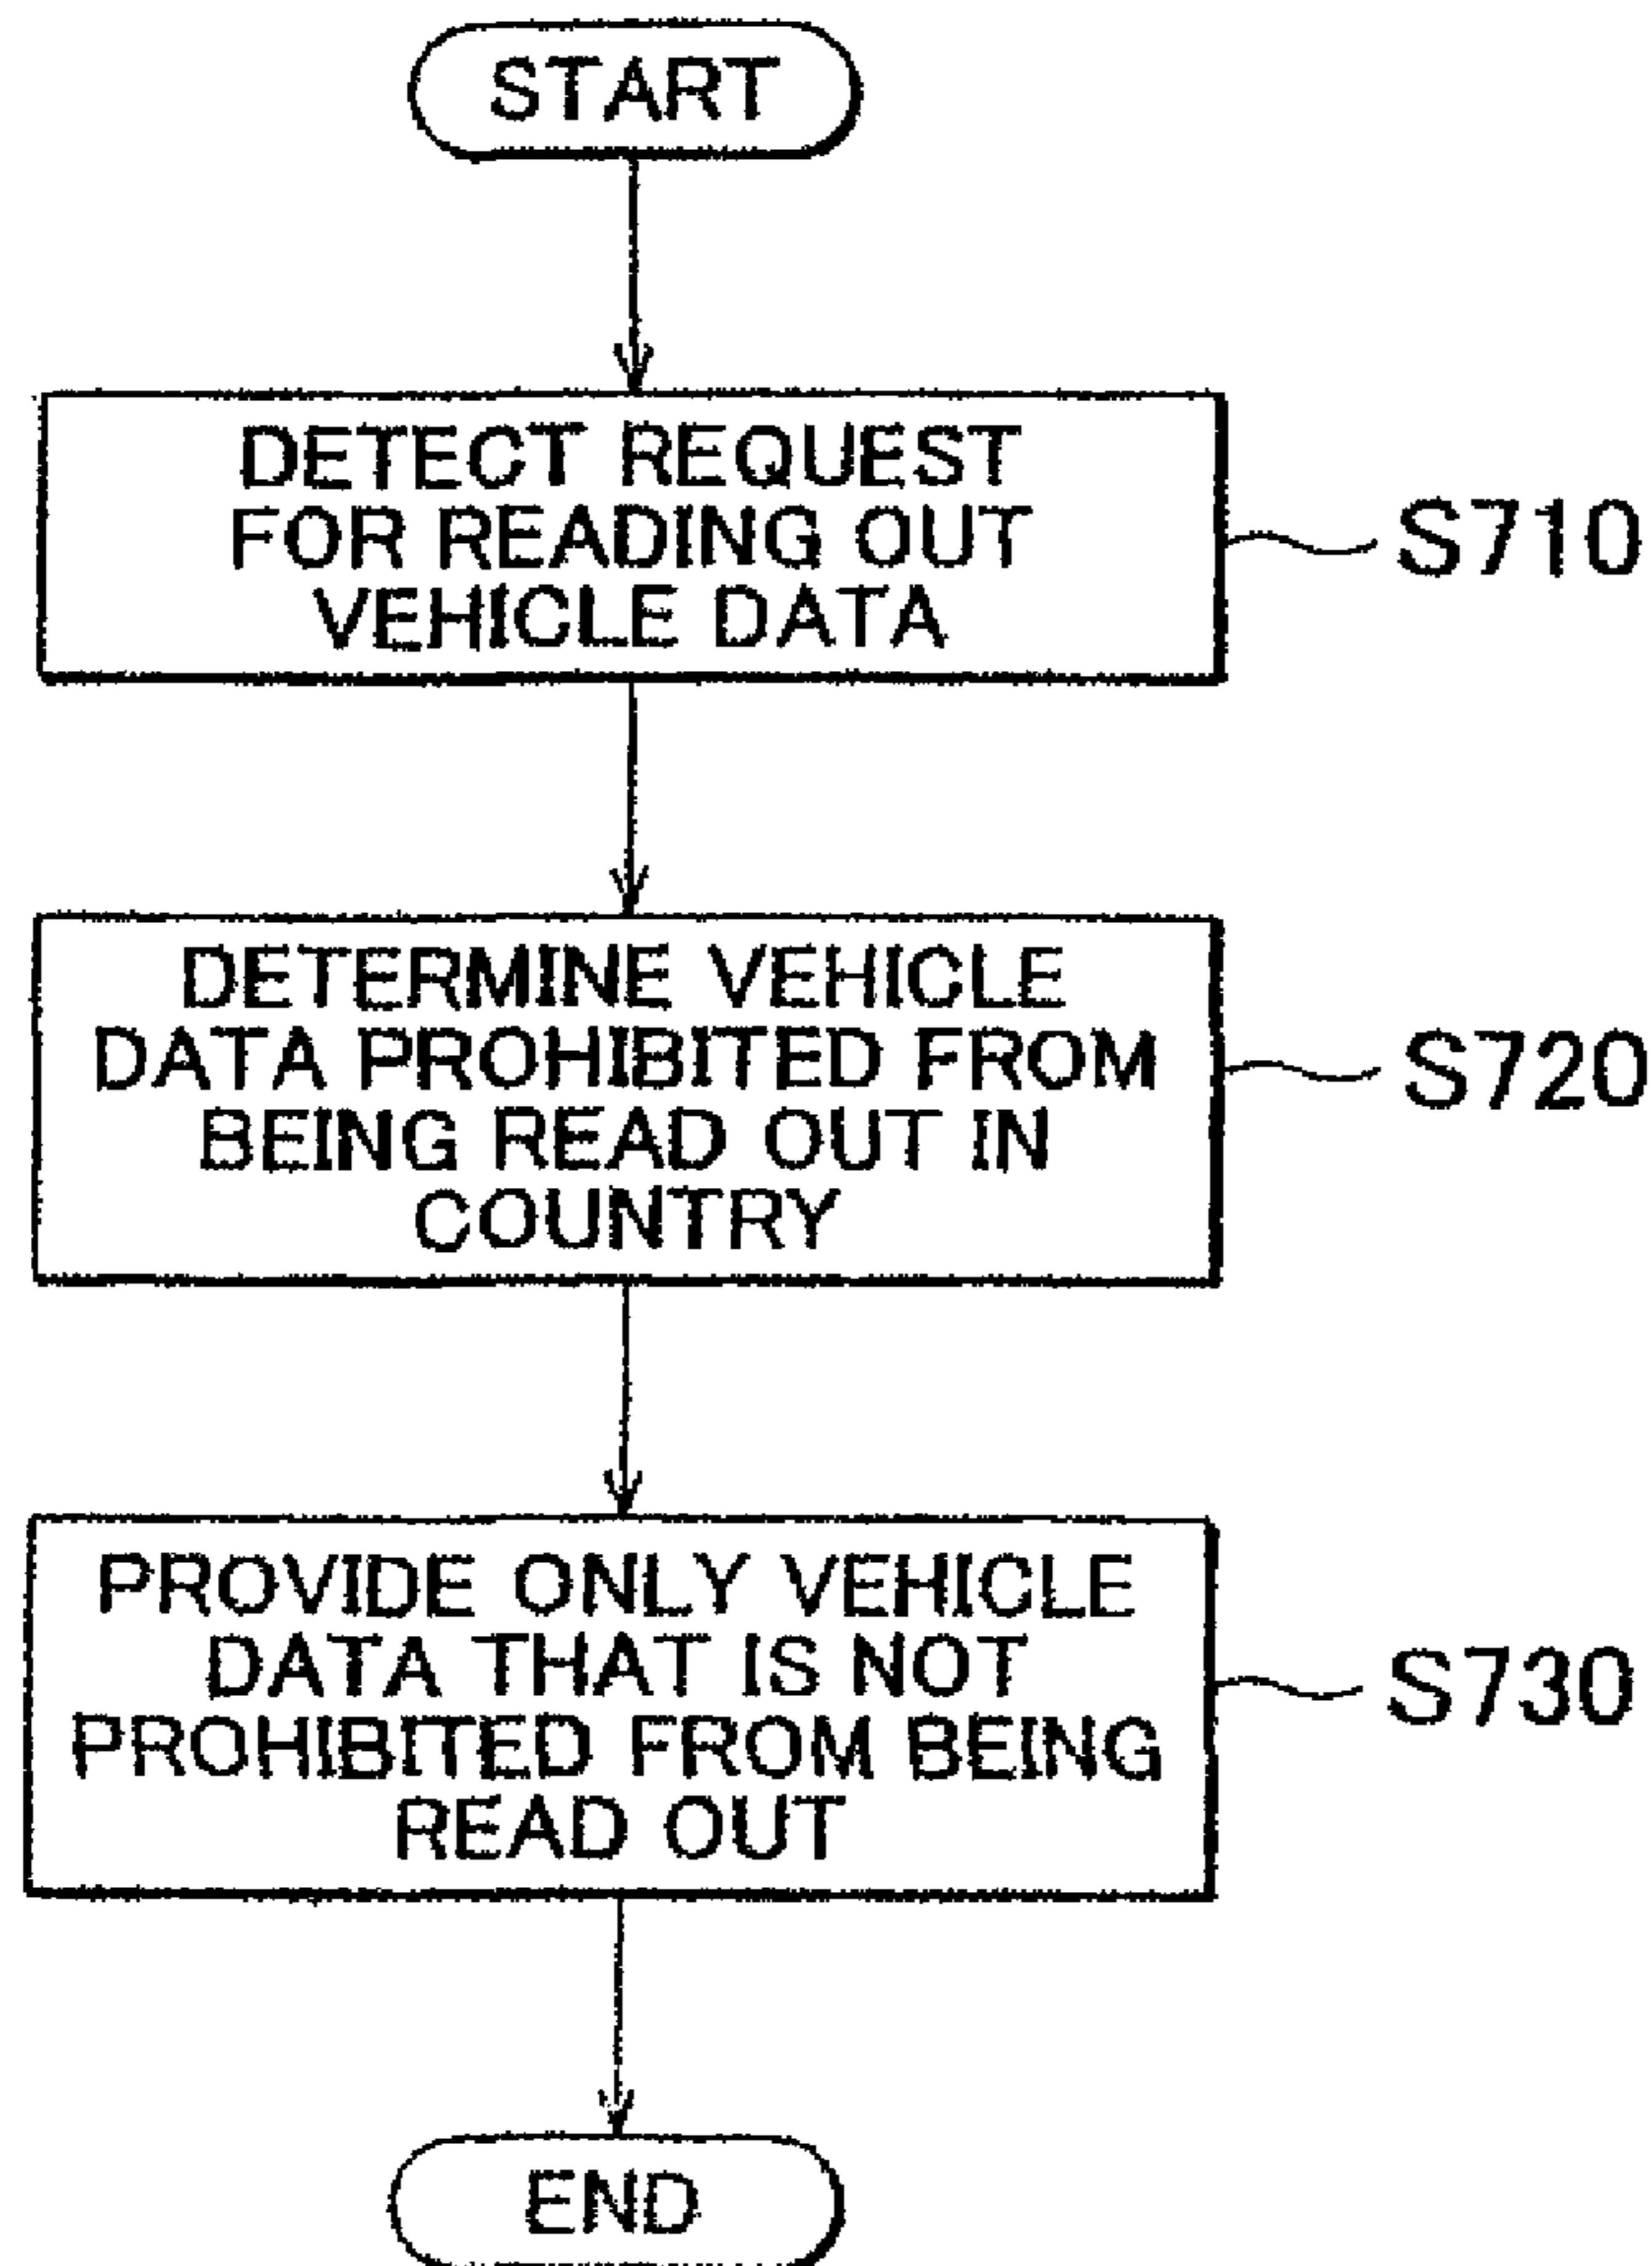 START
DETECT REQUEST
FOR READING OUT
VEHICLE DATA
S710
DETERMINE VEHICLE
DATA PROHIBITED FROM
BEING READ OUT IN
COUNTRY
S720
PROVIDE ONLY VEHICLE
DATA THAT IS NOT
PROHIBITED FROM BEING
READ OUT
S730
END